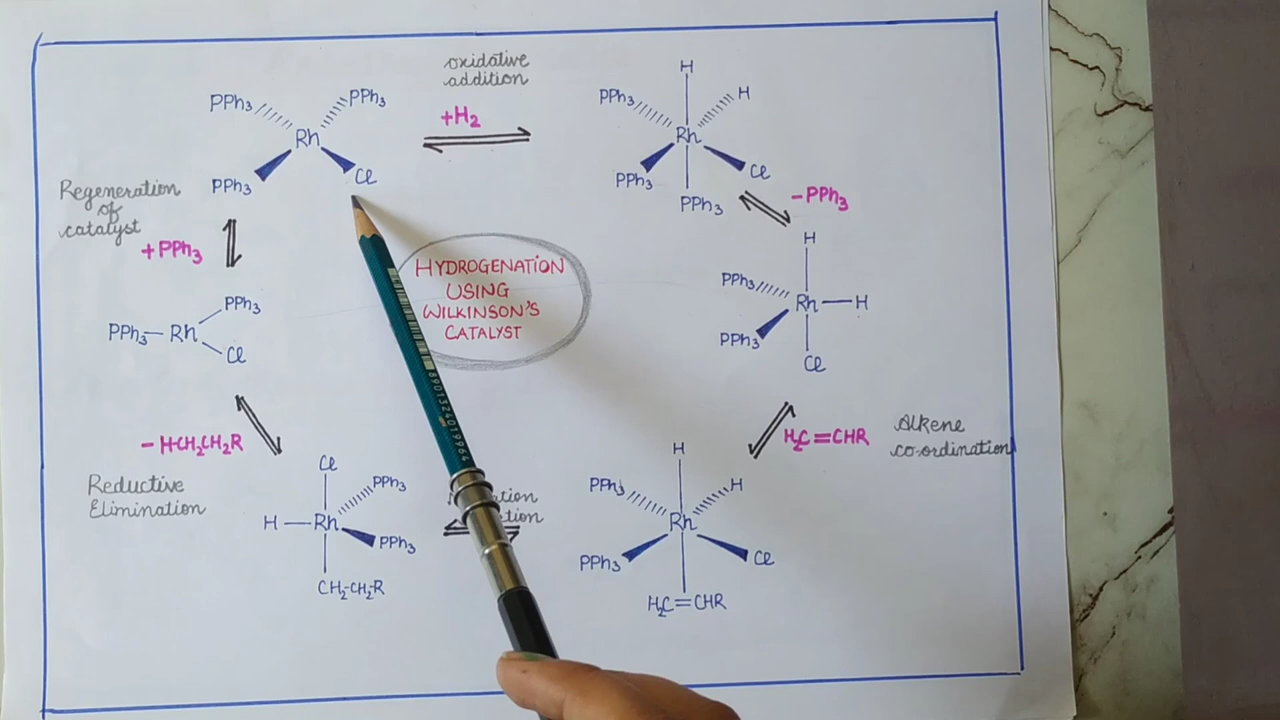 oxidative
addition
+H2
PPh3
PPh3
Rh
PPh3
Cl
H
PPh3
H
Rh
PPh3
Cl
PPh3
-PPh3
H
PPh3
Rh
H
PPh3
Cl
H2C=CHR
Alkene
co-ordination
H
PPh3
H
Rh
PPh3
Cl
H2C=CHR
Cl
PPh3
H
Rh
PPh3
CH2-CH2R
- H-CH2CH2R
Reductive
Elimination
PPh3
PPh3
Rh
Cl
Regeneration
of
catalyst
+ PPh3
HYDROGENATION
USING
WILKINSON'S
CATALYST
8901324019964